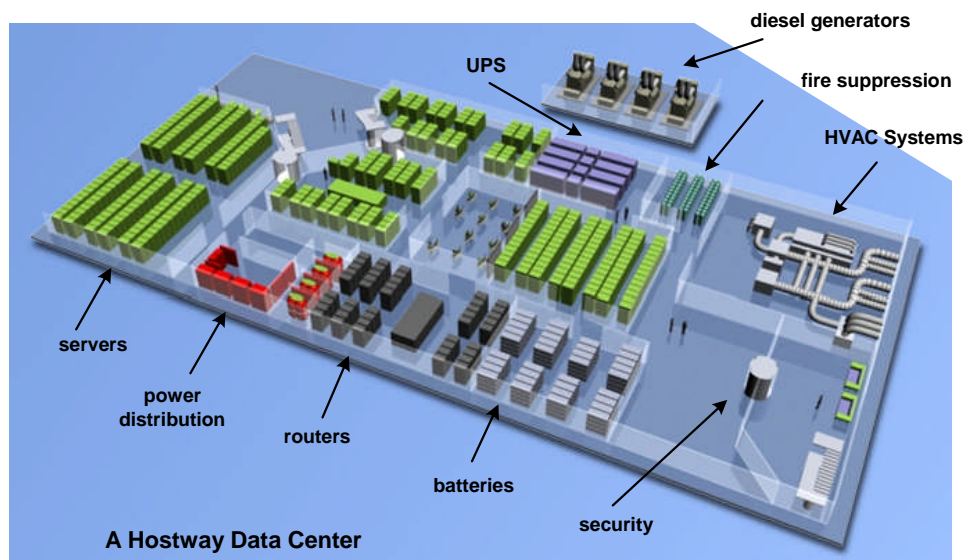 diesel generators
UPS
fire suppression
HVAC Systems
servers
power
distribution
routers
batteries
security
A Hostway Data Center